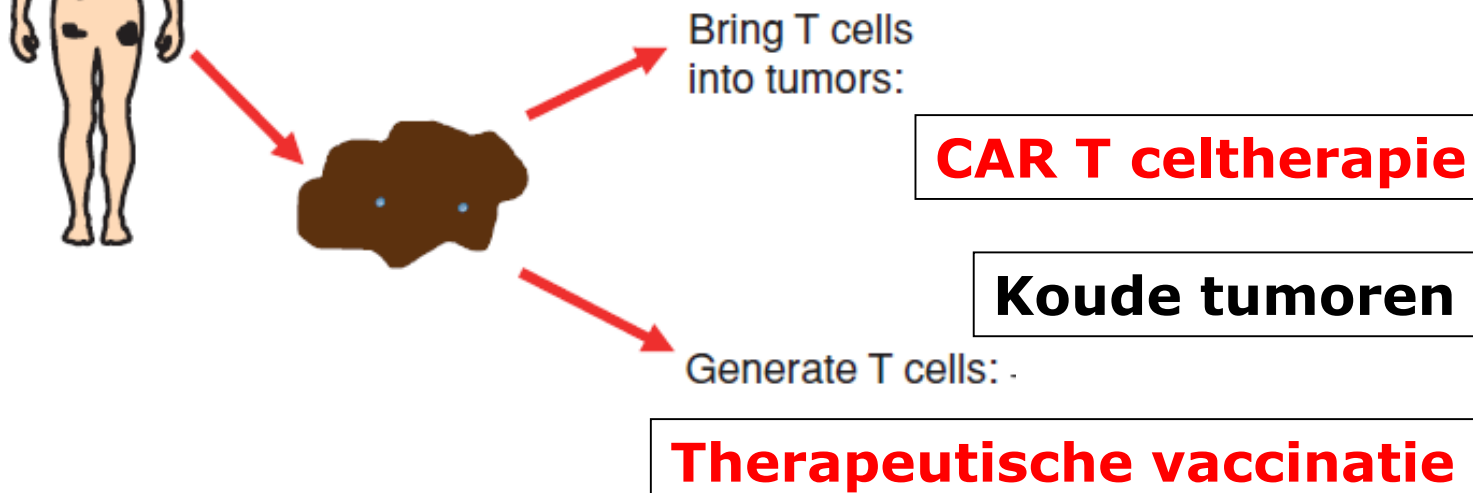 Bring T cells
into tumors:
CAR T celtherapie
Koude tumoren
Generate T cells: -
Therapeutische vaccinatie